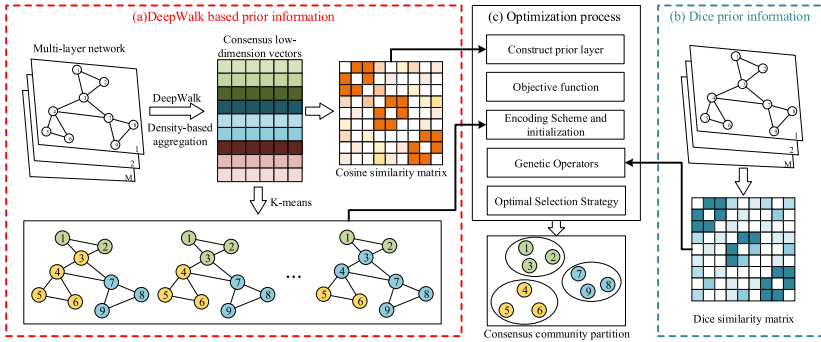 (a)DeepWalk based prior information
Multi-layer network
1
2
M
DeepWalk
Density-based
aggregation
Consensus low-
dimension vectors
Cosine similarity matrix
K-means
1 2 3 4 5 6 7 8 9
1 2 3 4 5 6 7 8 9
...
1 2 3 4 5 6 7 8 9
(c) Optimization process
Construct prior layer
Objective function
Encoding Scheme and
initialization
Genetic Operators
Optimal Selection Strategy
1 2 3
4 5 6
7 8 9
Consensus community partition
(b) Dice prior information
1
2
M
Dice similarity matrix